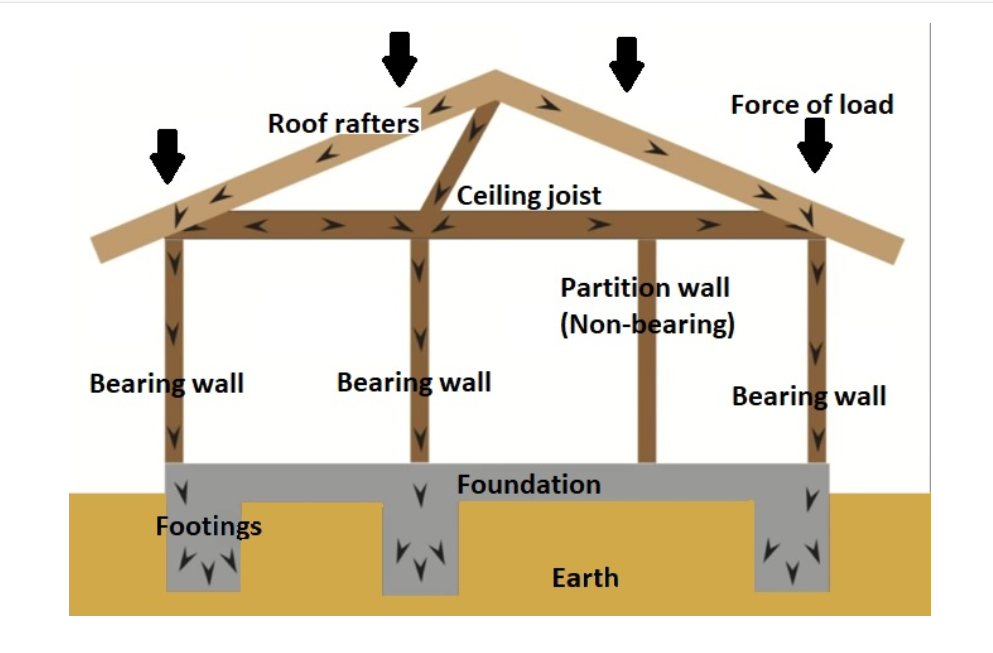 Force of load
Roof rafters
Ceiling joist
Partition wall
(Non-bearing)
Bearing wall
Bearing wall
Bearing wall
Foundation
Footings
Earth